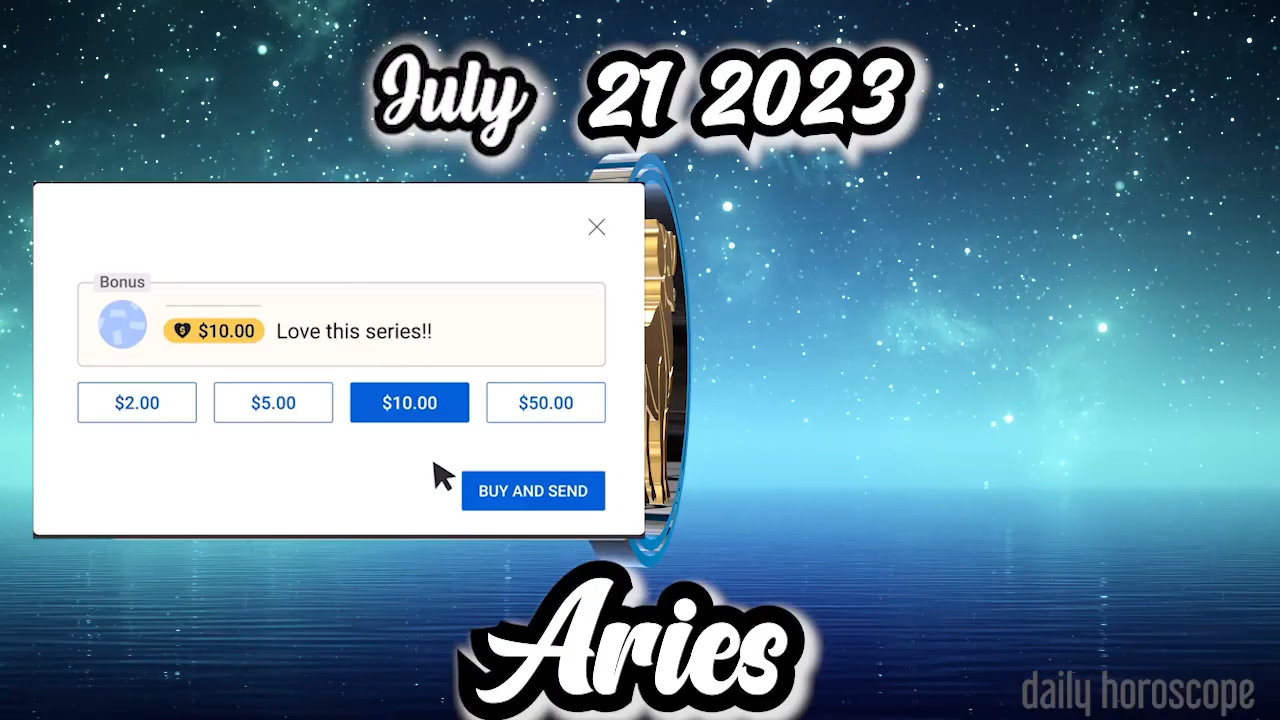 July 21 2023
Bonus
$10.00 Love this series!!
$2.00 $5.00 $10.00 $50.00
BUY AND SEND
Aries
daily horoscope